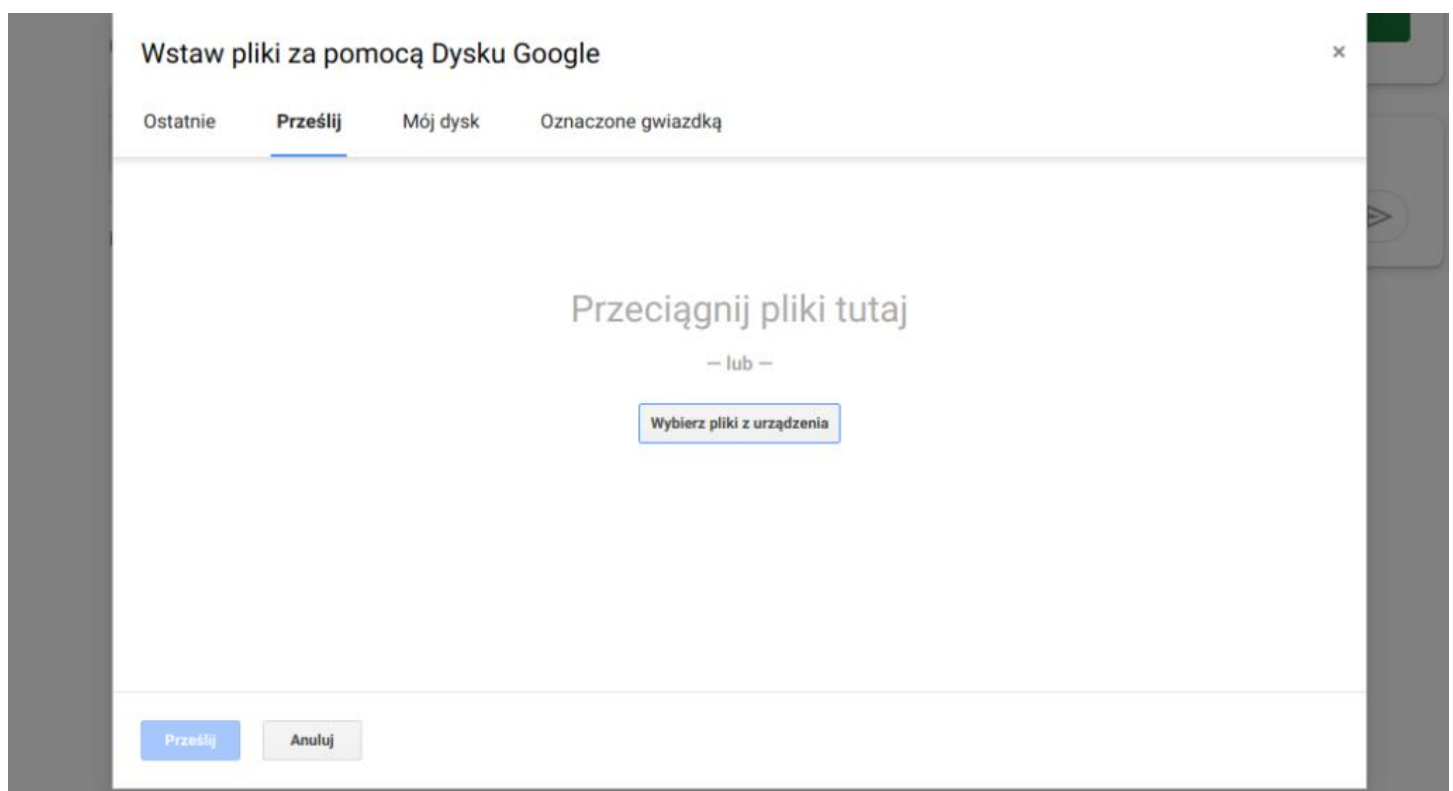 Wstaw pliki za pomocą Dysku Google
×
Ostatnie Prześlij Mój dysk Oznaczone gwiazdką
Przeciągnij pliki tutaj
— lub —
Wybierz pliki z urządzenia
Prześlij Anuluj